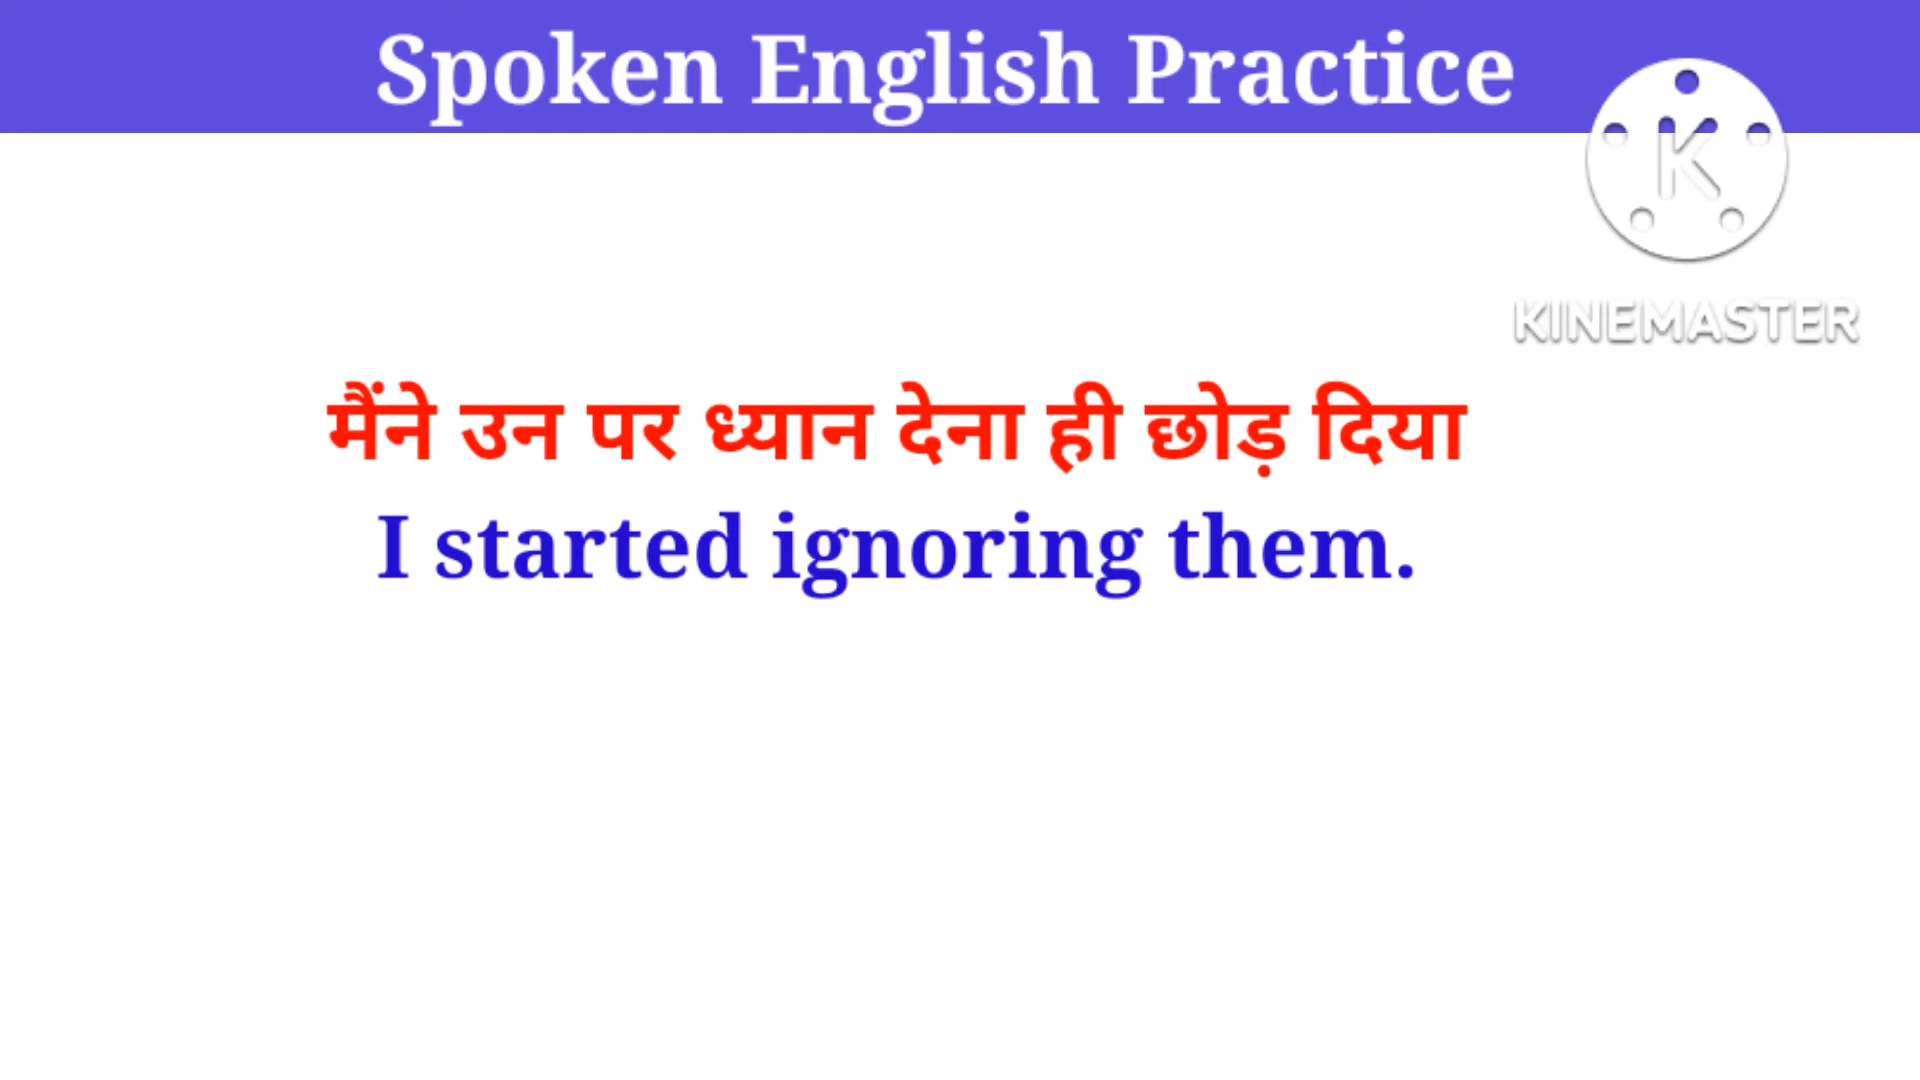 Spoken English Practice
K
KINEMASTER
मैंने उन पर ध्यान देना ही छोड़ दिया
I started ignoring them.